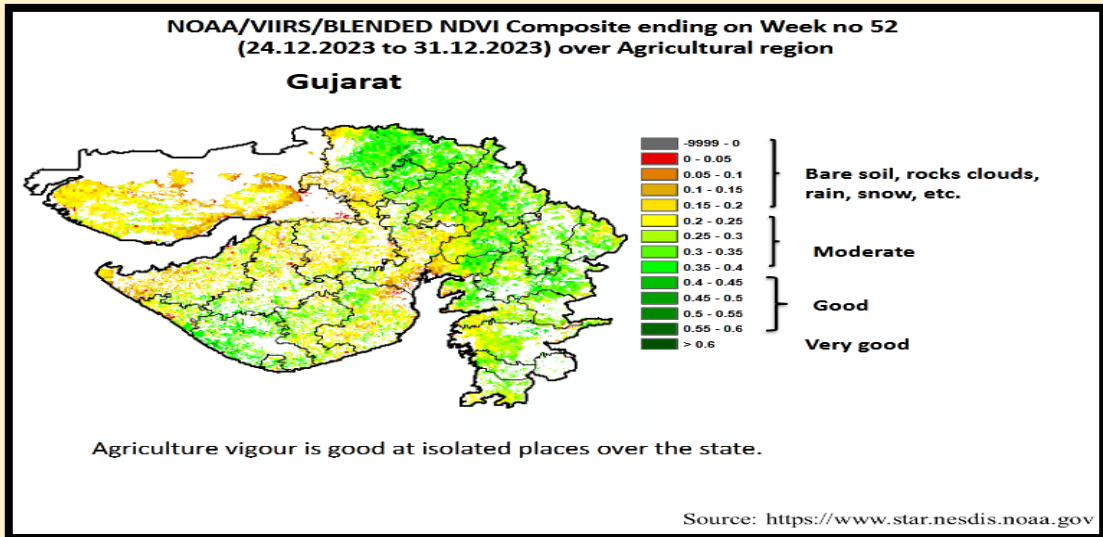 NOAA/VIIRS/BLENDED NDVI Composite ending on Week no 52
(24.12.2023 to 31.12.2023) over Agricultural region
Gujarat
-9999 - 0
0 - 0.05
0.05 - 0.1
0.1 - 0.15
0.15 - 0.2
0.2 - 0.25
0.25 - 0.3
0.3 - 0.35
0.35 - 0.4
0.4 - 0.45
0.45 - 0.5
0.5 - 0.55
0.55 - 0.6
> 0.6
Bare soil, rocks clouds,
rain, snow, etc.
Moderate
Good
Very good
Agriculture vigour is good at isolated places over the state.
Source: https://www.star.nesdis.noaa.gov